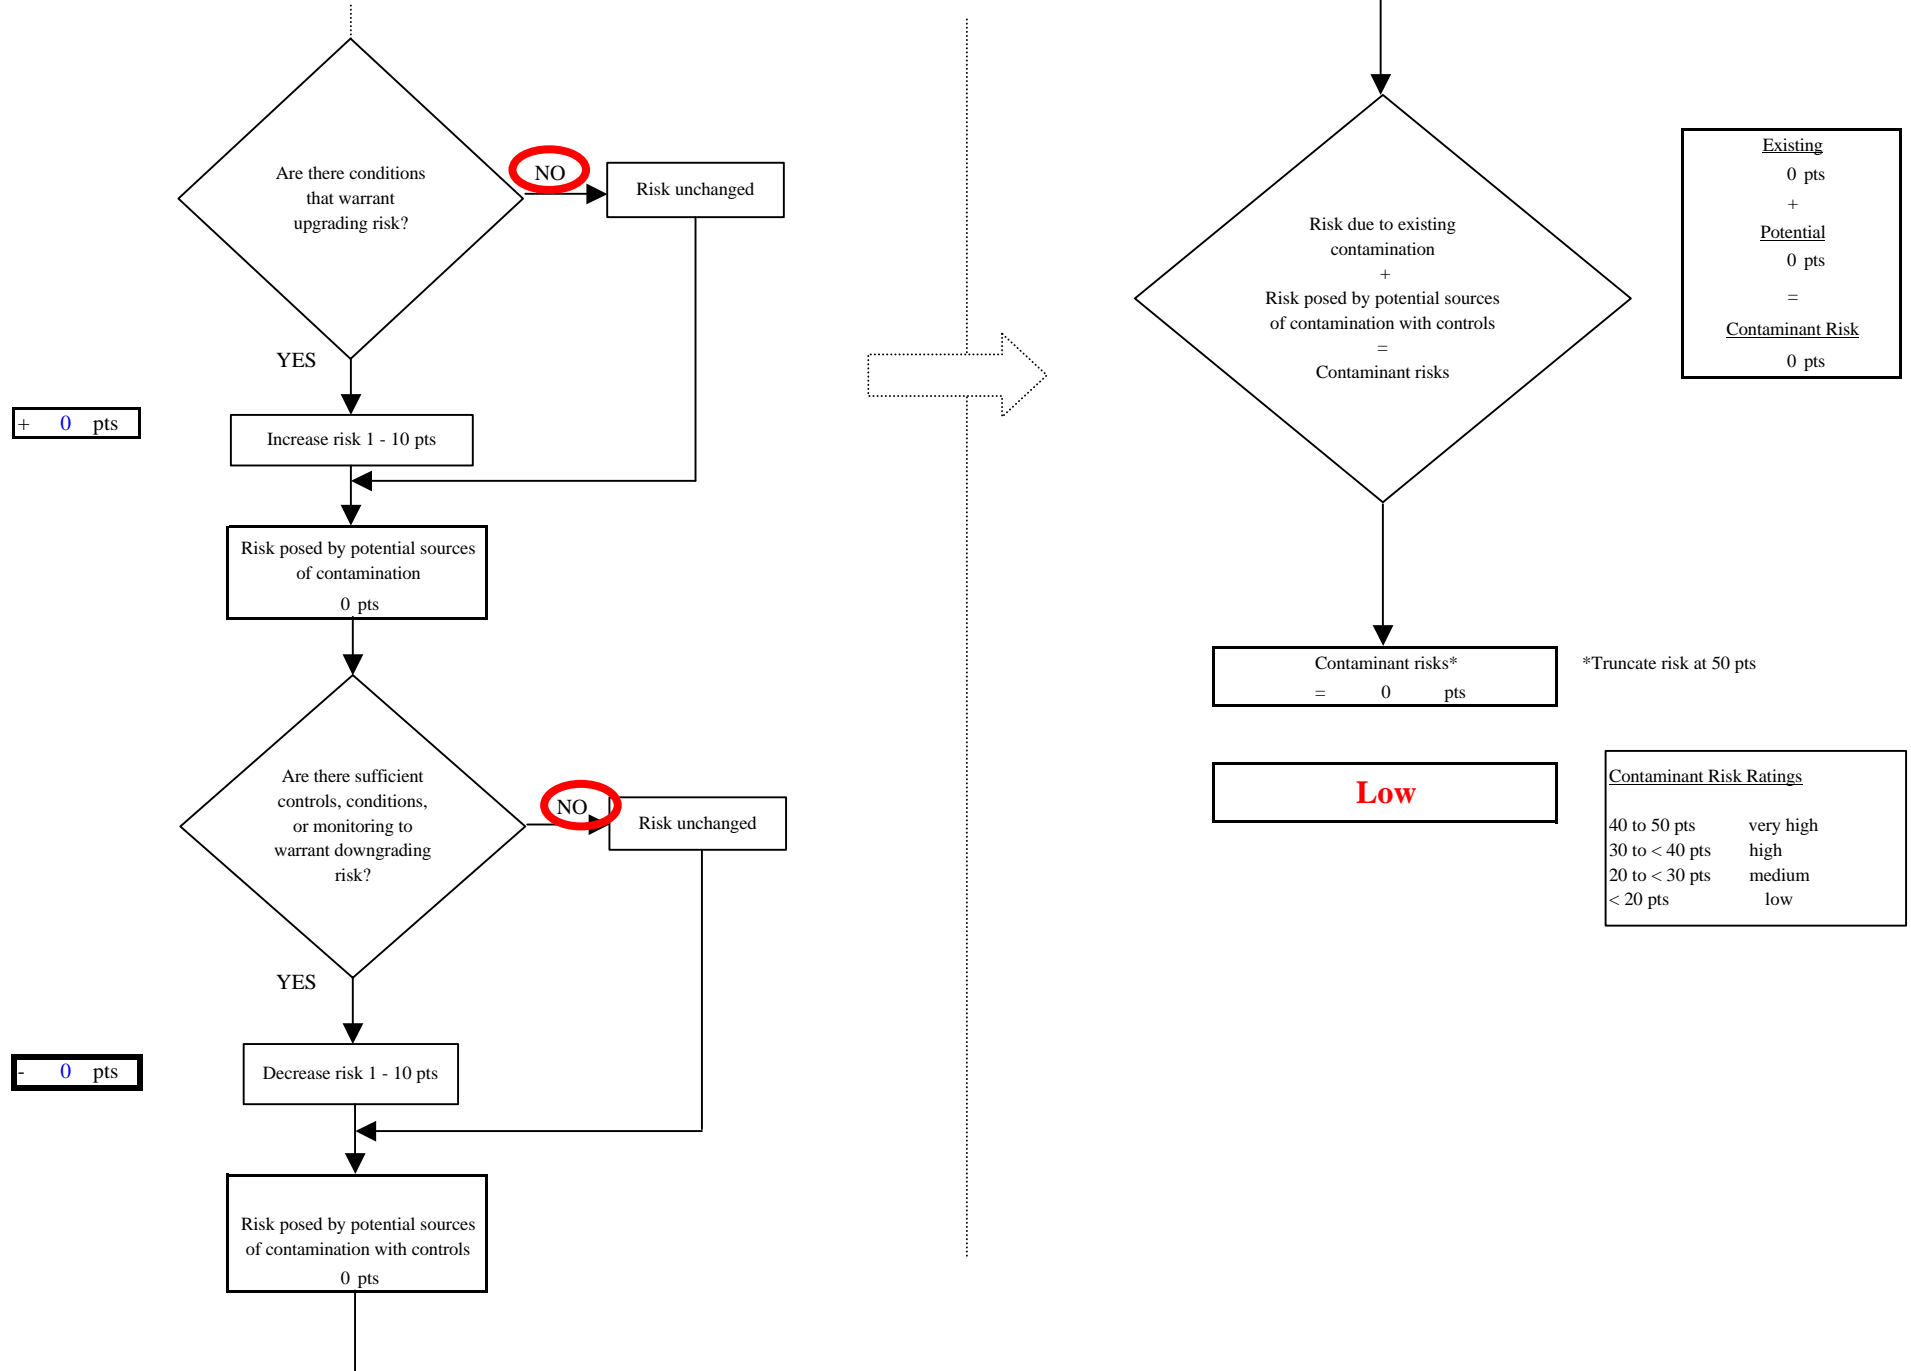 Are there conditions
that warrant
upgrading risk?
NO
Risk unchanged
YES
+ 0 pts
Increase risk 1 - 10 pts
Risk posed by potential sources
of contamination
0 pts
Are there sufficient
controls, conditions,
or monitoring to
warrant downgrading
risk?
NO
Risk unchanged
YES
- 0 pts
Decrease risk 1 - 10 pts
Risk posed by potential sources
of contamination with controls
0 pts
Risk due to existing
contamination
+
Risk posed by potential sources
of contamination with controls
=
Contaminant risks
Existing
0 pts
+
Potential
0 pts
=
Contaminant Risk
0 pts
Contaminant risks*
= 0 pts
*Truncate risk at 50 pts
Low
Contaminant Risk Ratings
40 to 50 pts very high
30 to < 40 pts high
20 to < 30 pts medium
< 20 pts low